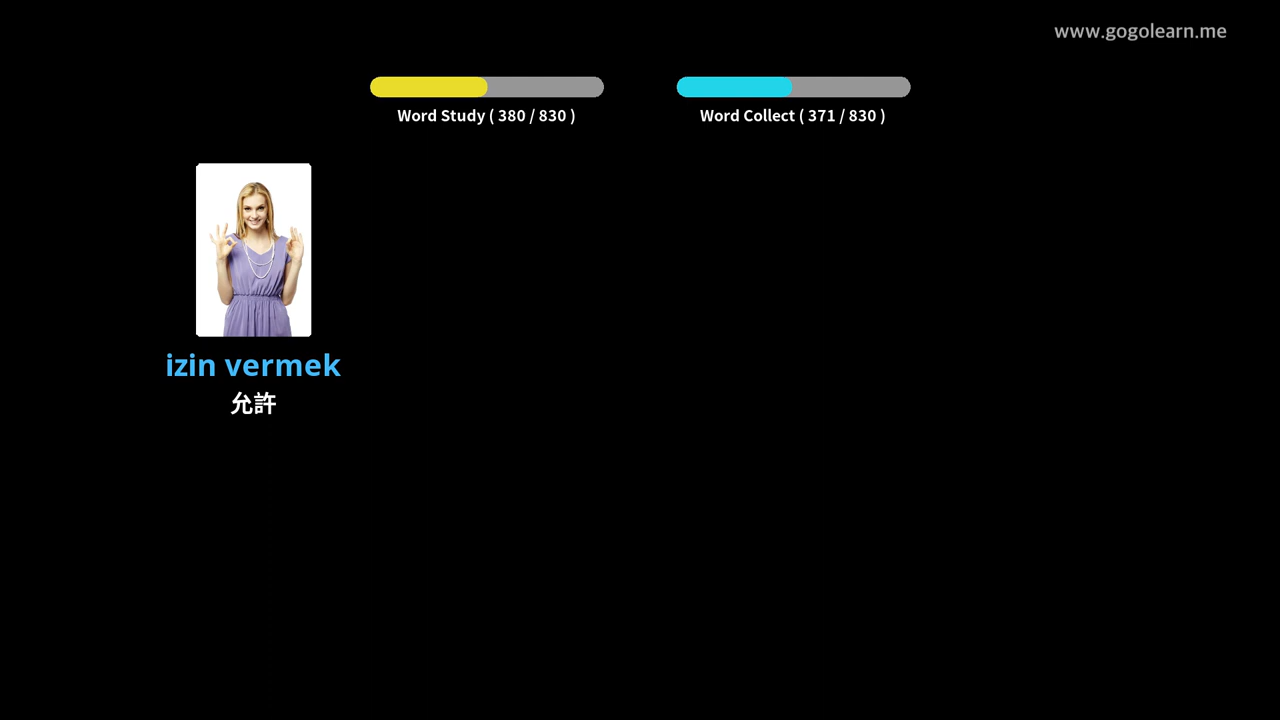 www.gogolearn.me
Word Study ( 380 / 830 )
Word Collect ( 371 / 830 )
izin vermek
允許